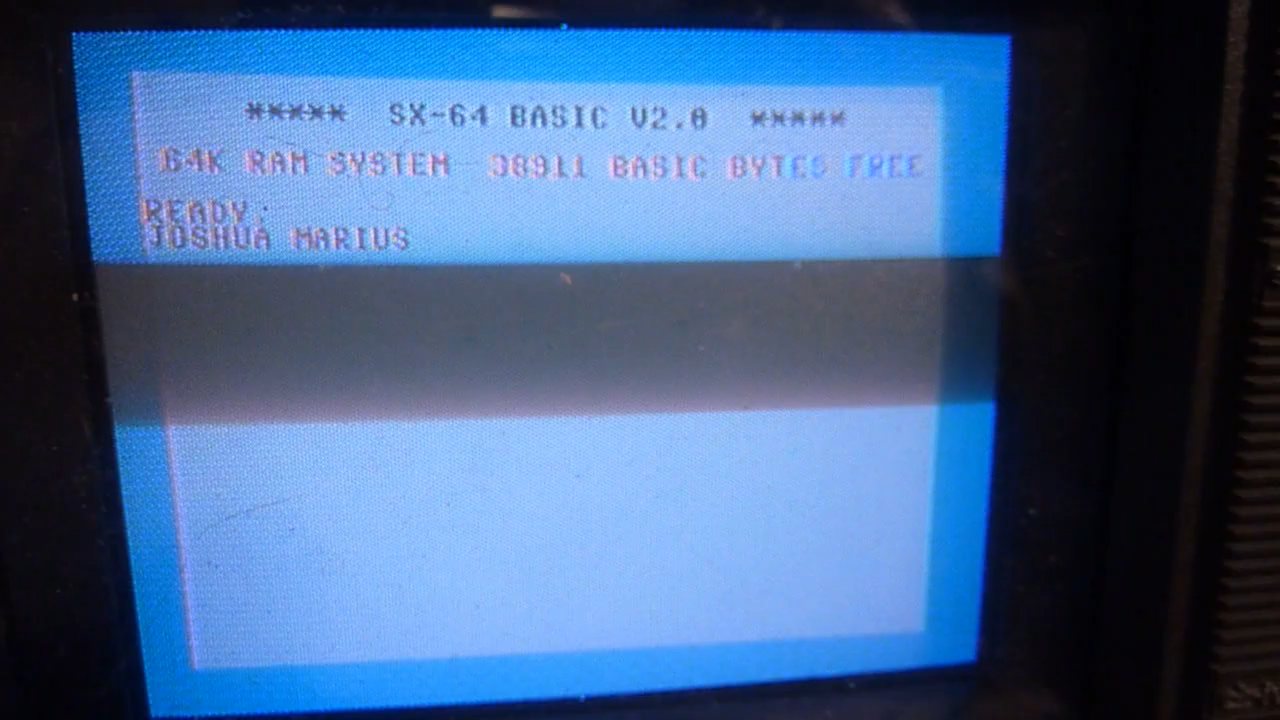 ***** SX-64 BASIC V2.0 *****
64K RAM SYSTEM 38911 BASIC BYTES FREE
READY.
JOSHUA MARIUS